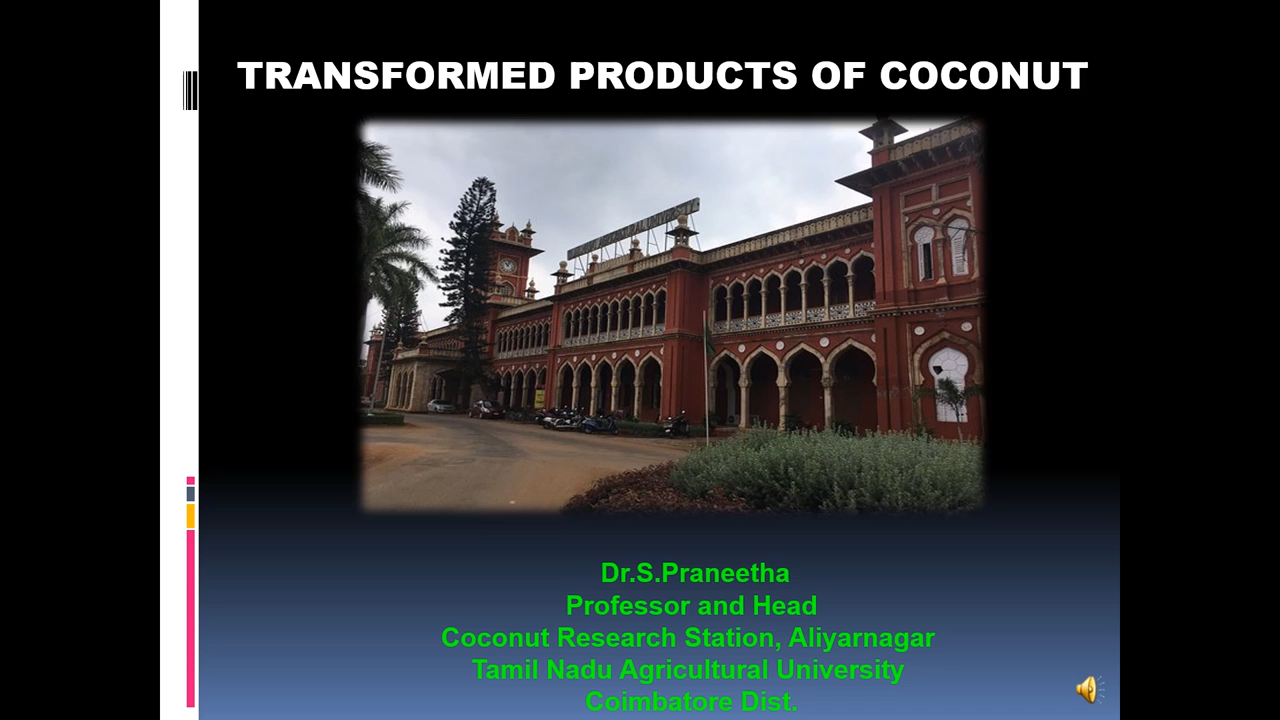 TRANSFORMED PRODUCTS OF COCONUT
Dr.S.Praneetha
Professor and Head
Coconut Research Station, Aliyarnagar
Tamil Nadu Agricultural University
Coimbatore Dist.